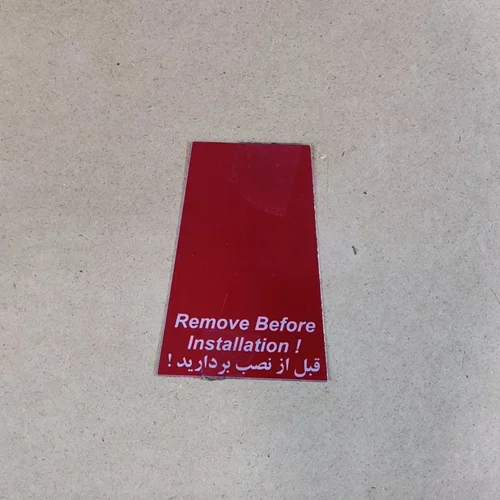 Remove Before
Installation !
قبل از نصب بردارید !